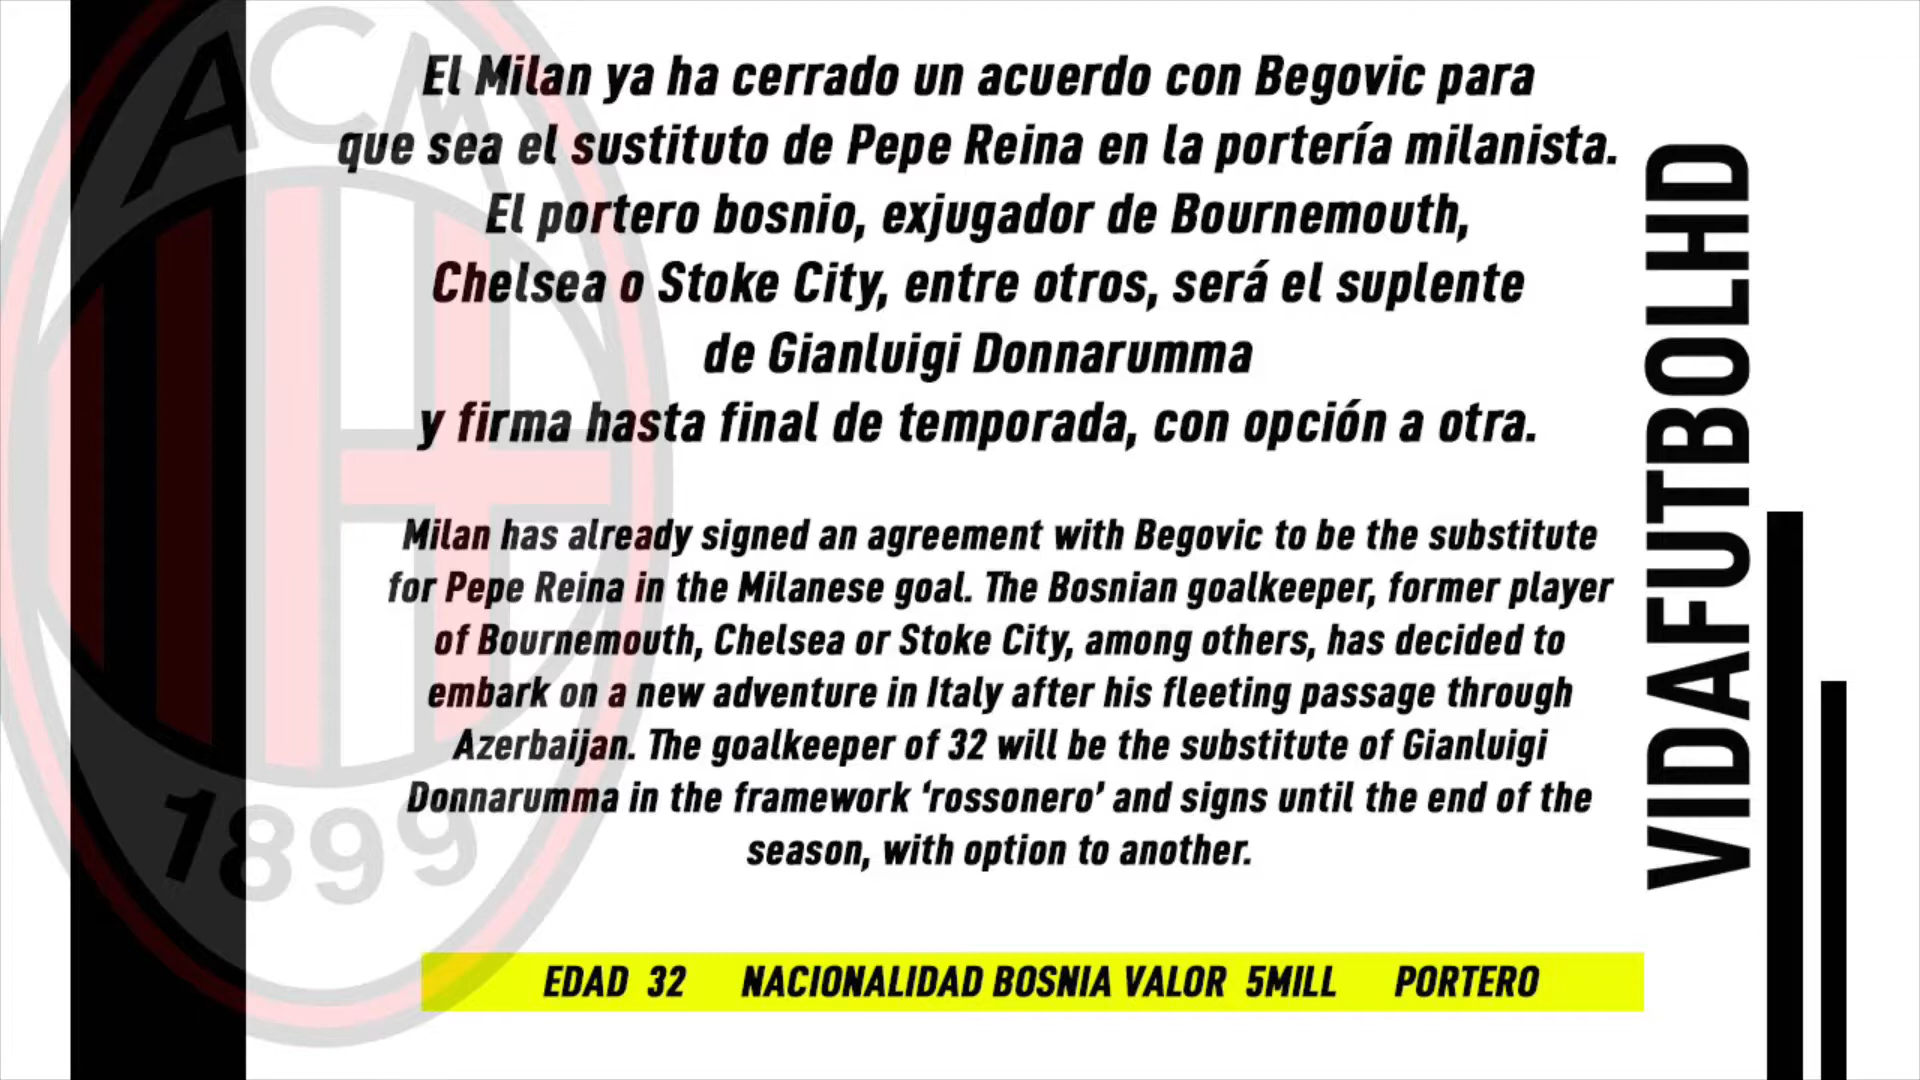 ACM
El Milan ya ha cerrado un acuerdo con Begovic para
que sea el sustituto de Pepe Reina en la portería milanista.
El portero bosnio, exjugador de Bournemouth,
Chelsea o Stoke City, entre otros, será el suplente
de Gianluigi Donnarumma
y firma hasta final de temporada, con opción a otra.
Milan has already signed an agreement with Begovic to be the substitute
for Pepe Reina in the Milanese goal. The Bosnian goalkeeper, former player
of Bournemouth, Chelsea or Stoke City, among others, has decided to
embark on a new adventure in Italy after his fleeting passage through
Azerbaijan. The goalkeeper of 32 will be the substitute of Gianluigi
Donnarumma in the framework ‘rossonero’ and signs until the end of the
season, with option to another.
1899
EDAD 32 NACIONALIDAD BOSNIA VALOR 5MILL PORTERO
VIDAFUTBOLHD